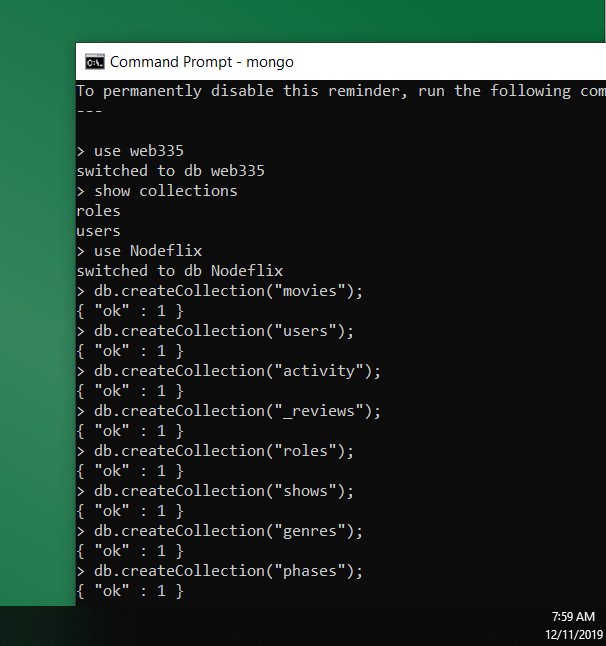 Command Prompt - mongo
To permanently disable this reminder, run the following com
---
> use web335
switched to db web335
> show collections
roles
users
> use Nodeflix
switched to db Nodeflix
> db.createCollection("movies");
{ "ok" : 1 }
> db.createCollection("users");
{ "ok" : 1 }
> db.createCollection("activity");
{ "ok" : 1 }
> db.createCollection("_reviews");
{ "ok" : 1 }
> db.createCollection("roles");
{ "ok" : 1 }
> db.createCollection("shows");
{ "ok" : 1 }
> db.createCollection("genres");
{ "ok" : 1 }
> db.createCollection("phases");
{ "ok" : 1 }
7:59 AM
12/11/2019